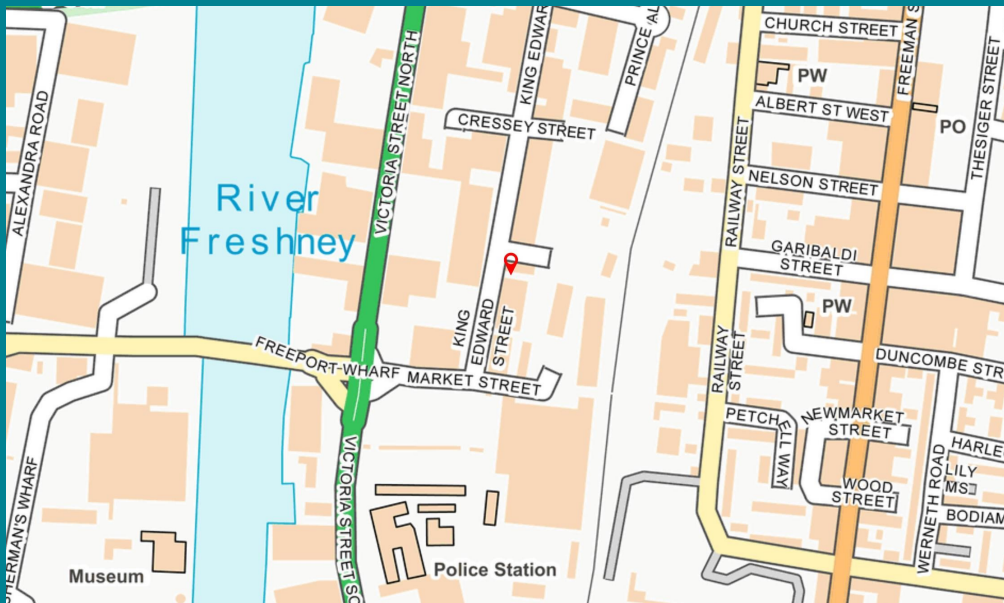 CHURCH STREET
KING EDWAR
PRINCE AL
FREEMAN S
PW
ALBERT ST WEST
PO
CRESSEY STREET
VICTORIA STREET NORTH
ALEXANDRA ROAD
THESIGER STREET
RAILWAY STREET
NELSON STREET
River
Freshney
GARIBALDI
STREET
PW
KING
EDWARD
STREET
FREEPORT WHARF
MARKET STREET
RAILWAY
STREET
DUNCOMBE STR
PETCH
ELL WAY
NEWMARKET
STREET
HARLE
LILY
MS
WOOD
STREET
WERNETH ROAD
BODIAM
VICTORIA STREET SO
HERMAN'S WHARF
Museum
Police Station